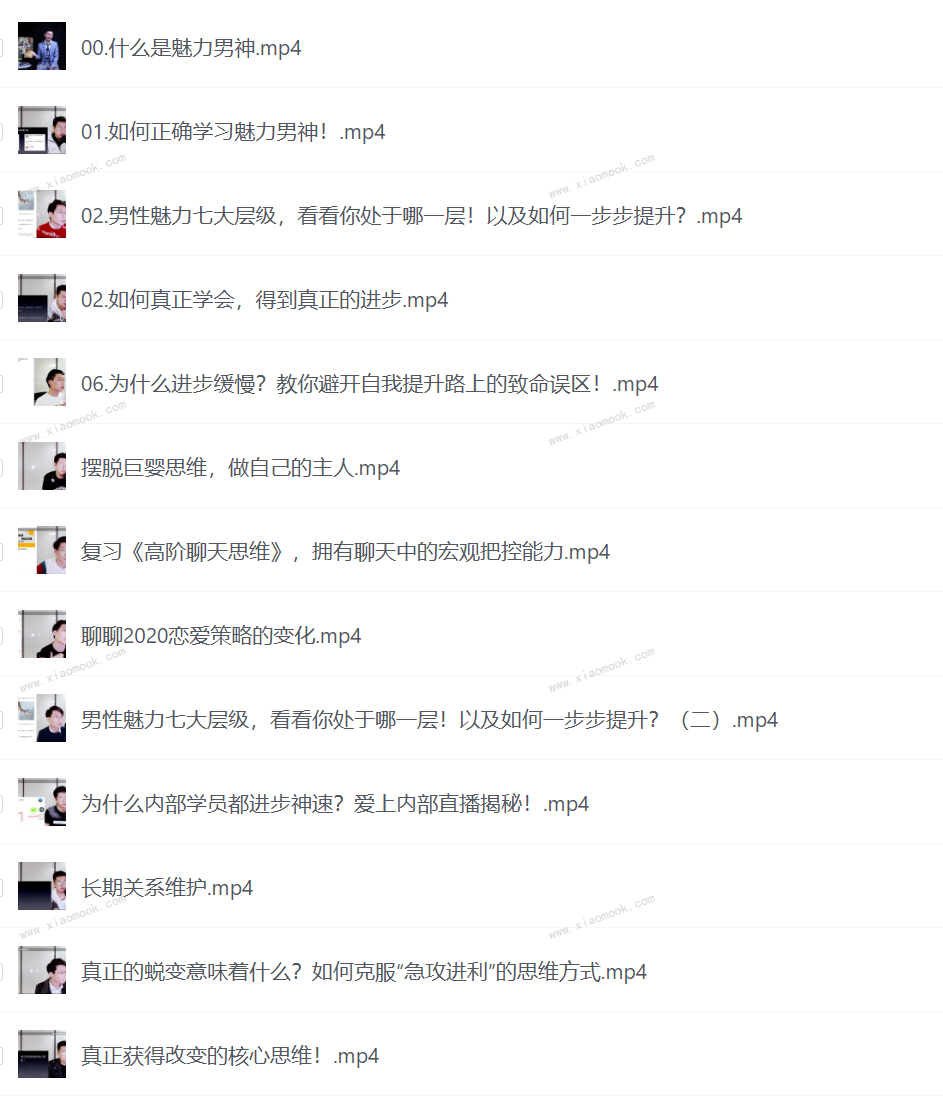 00.什么是魅力男神.mp4
01.如何正确学习魅力男神！.mp4
www.xiaomook.com www.xiaomook.com
02.男性魅力七大层级，看看你处于哪一层！以及如何一步步提升？.mp4
02.如何真正学会，得到真正的进步.mp4
06.为什么进步缓慢？教你避开自我提升路上的致命误区！.mp4
www.xiaomook.com www.xiaomook.com
摆脱巨婴思维，做自己的主人.mp4
复习《高阶聊天思维》，拥有聊天中的宏观把控能力.mp4
聊聊2020恋爱策略的变化.mp4
www.xiaomook.com www.xiaomook.com
男性魅力七大层级，看看你处于哪一层！以及如何一步步提升？（二）.mp4
为什么内部学员都进步神速？爱上内部直播揭秘！.mp4
长期关系维护.mp4
www.xiaomook.com www.xiaomook.com
真正的蜕变意味着什么？如何克服“急攻进利”的思维方式.mp4
真正获得改变的核心思维！.mp4